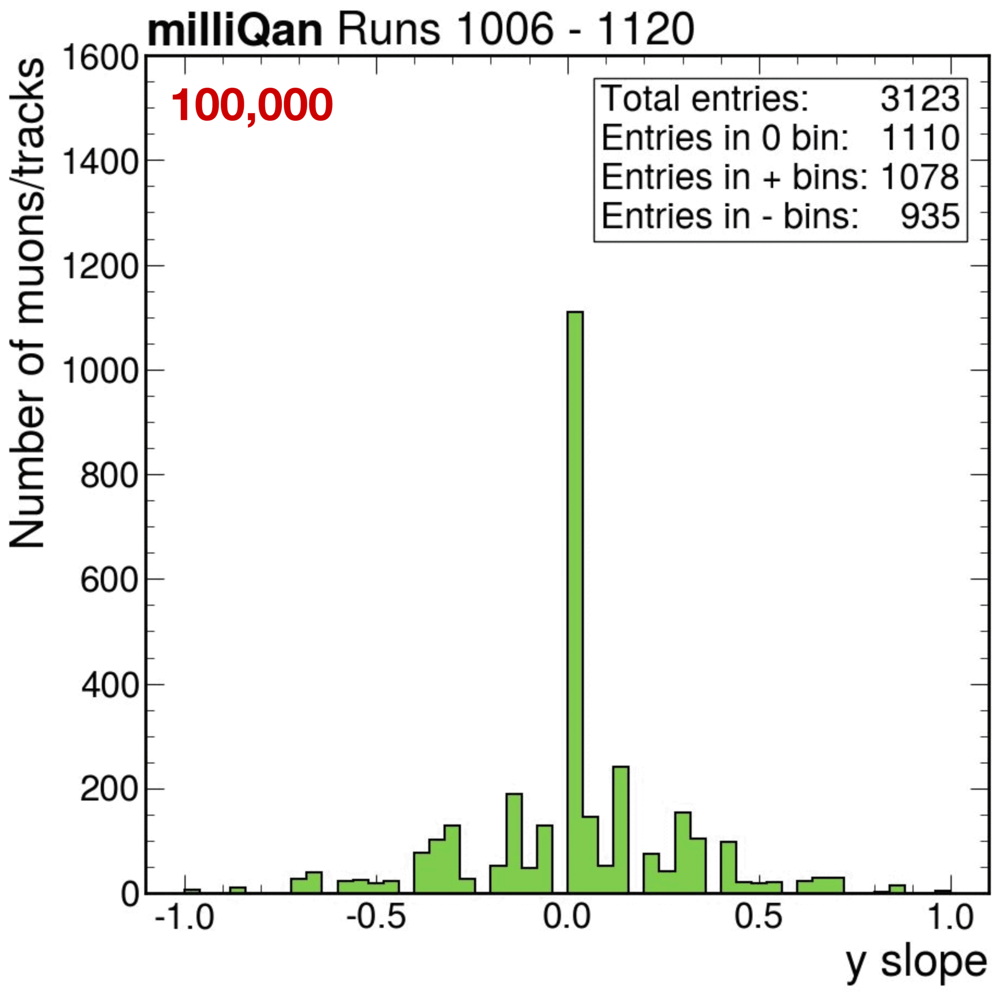 milliQan Runs 1006 - 1120
Number of muons/tracks
1600
1400
1200
1000
800
600
400
200
0
100,000
Total entries: 3123
Entries in 0 bin: 1110
Entries in + bins: 1078
Entries in - bins: 935
-1.0 -0.5 0.0 0.5 1.0
y slope